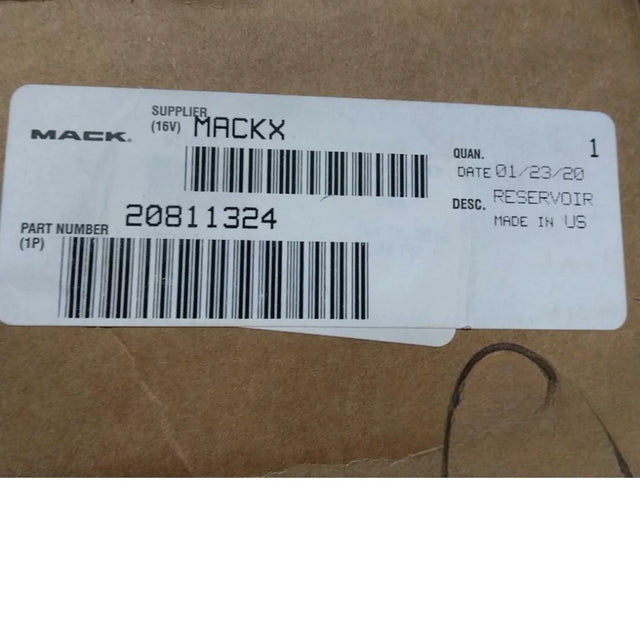 MACK.
SUPPLIER
(16V) MACKX
QUAN. 1
DATE 01/23/20
DESC. RESERVOIR
MADE IN US
PART NUMBER 20811324
(1P)